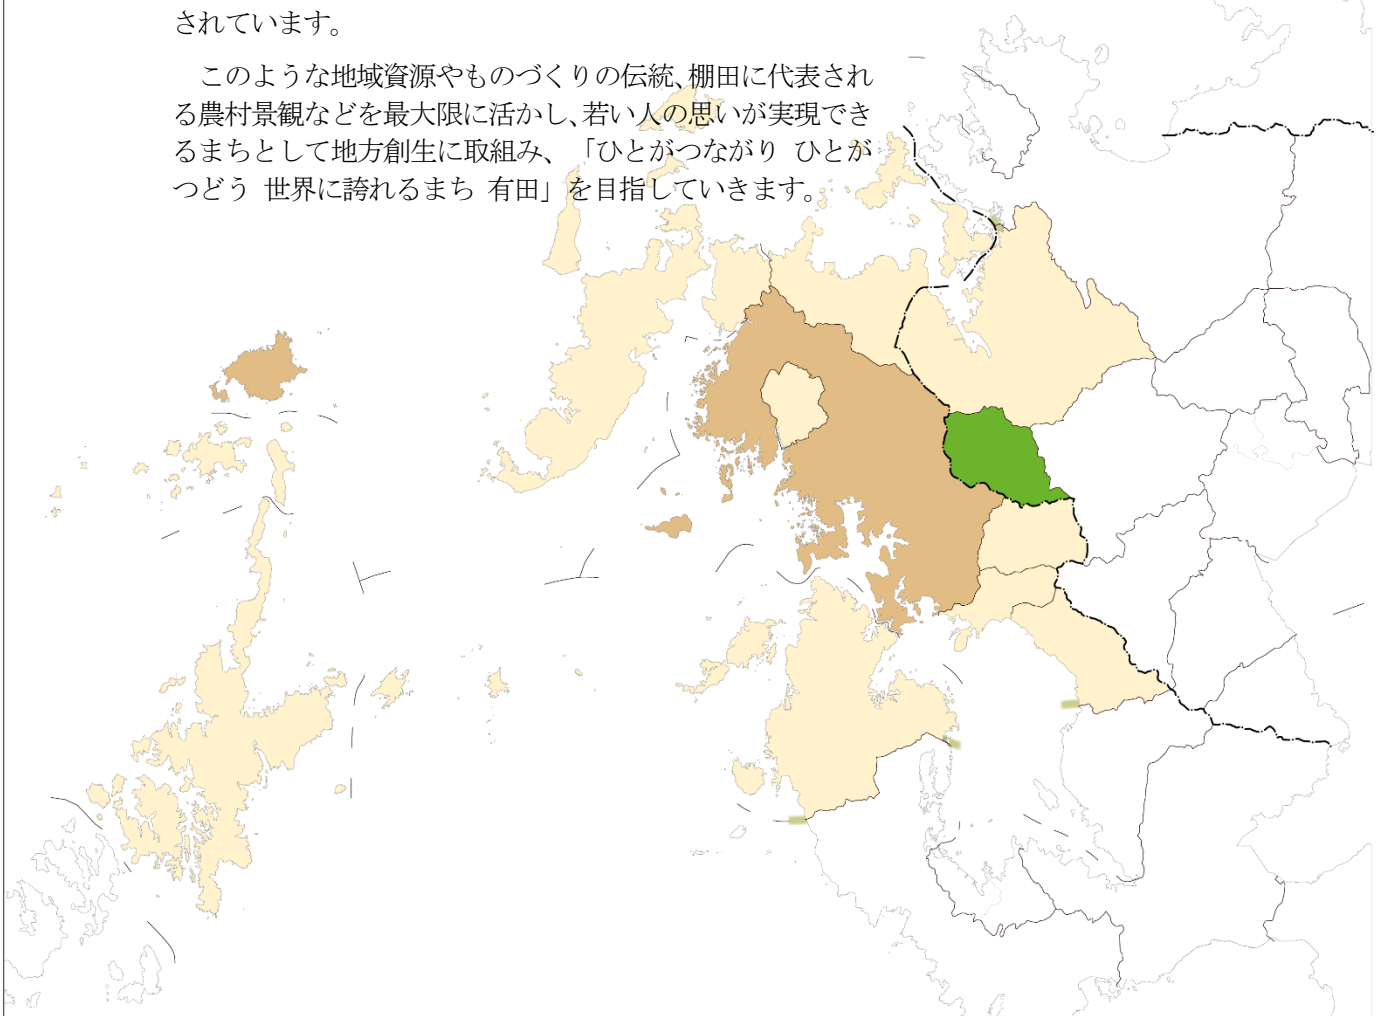 されています。
このような地域資源やものづくりの伝統、棚田に代表され
る農村景観などを最大限に活かし、若い人の思いが実現でき
るまちとして地方創生に取組み、「ひとがつながり ひとが
つどう 世界に誇れるまち 有田」を目指していきます。